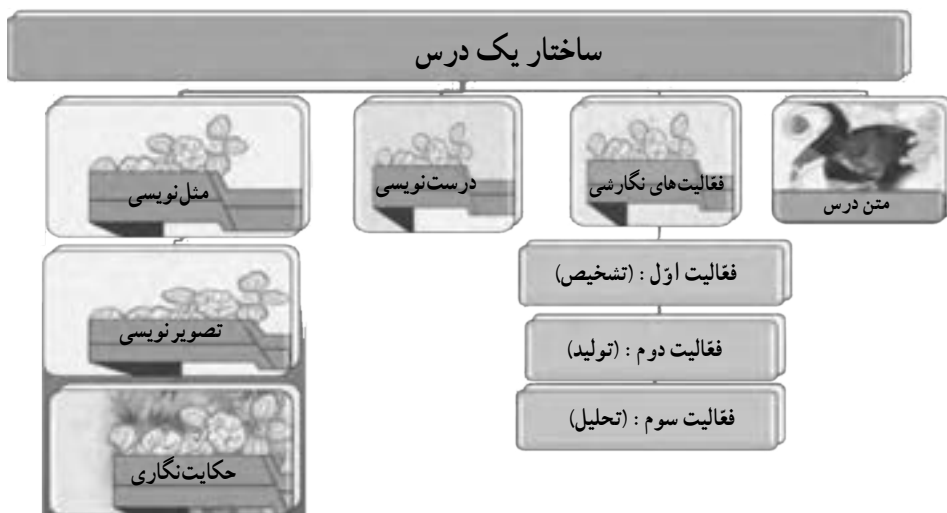 ساختار یک درس
متن درس
فعّالیت‌های نگارشی
درست‌نویسی
مثل‌نویسی
فعّالیت اوّل : (تشخیص)
فعّالیت دوم : (تولید)
فعّالیت سوم : (تحلیل)
تصویرنویسی
حکایت‌نگاری